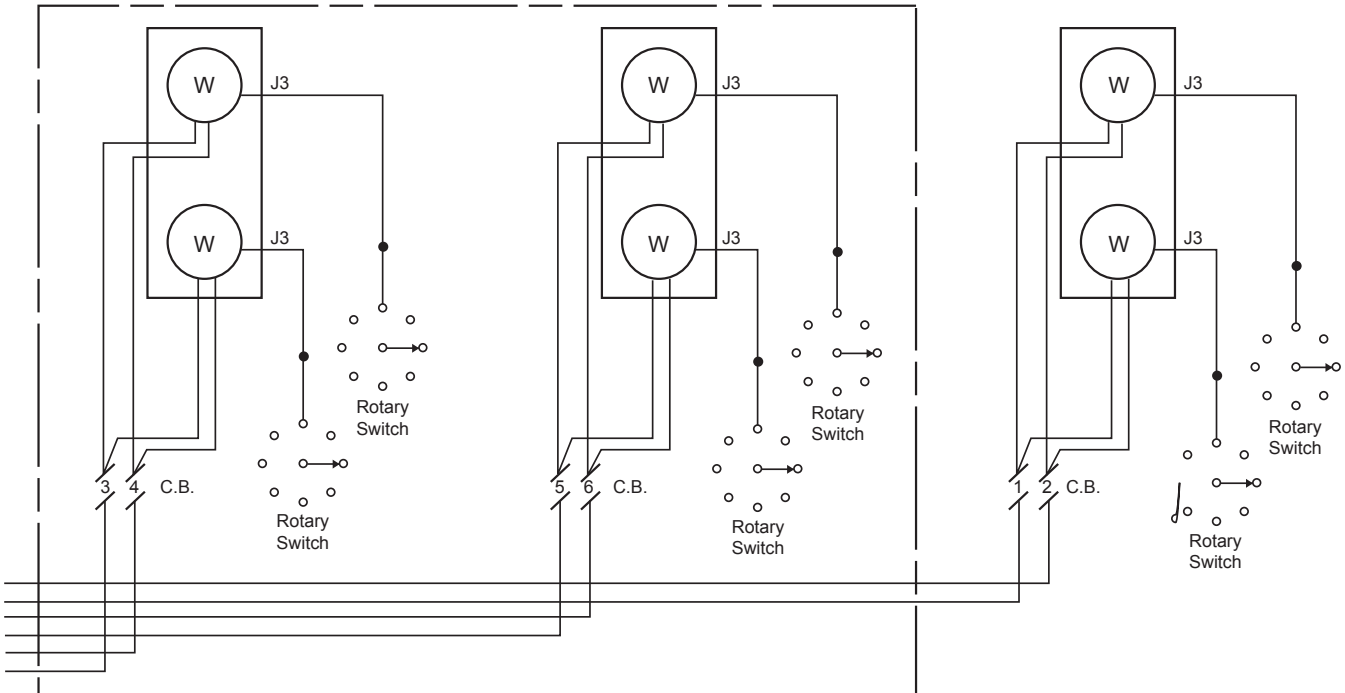 W J3
W J3
W J3
W J3
W J3
W J3
Rotary
Switch
Rotary
Switch
Rotary
Switch
3 4 C.B.
5 6 C.B.
1 2 C.B.
Rotary
Switch
Rotary
Switch
Rotary
Switch